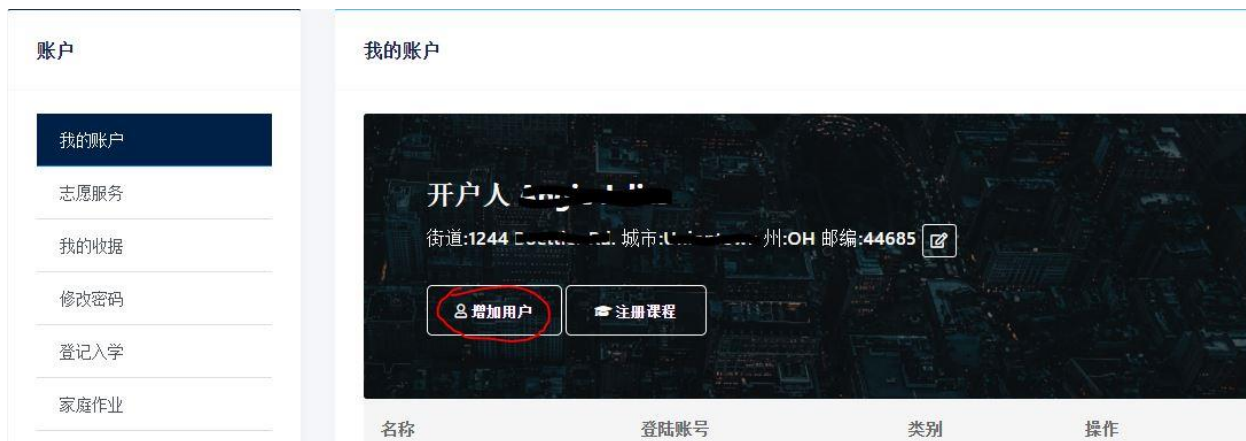 账户
我的账户
志愿服务
我的收据
修改密码
登记入学
家庭作业
我的账户
开户人
街道:1244 城市: 州:OH 邮编:44685
增加用户
注册课程
名称 登陆账号 类别 操作